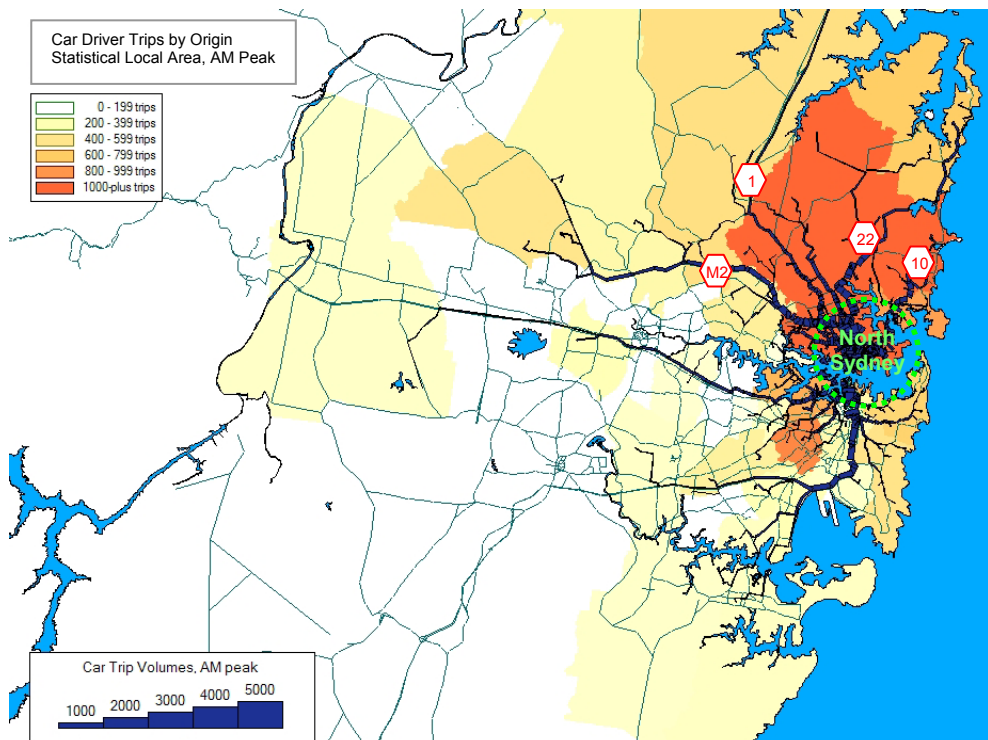 Car Driver Trips by Origin
Statistical Local Area, AM Peak
0 - 199 trips
200 - 399 trips
400 - 599 trips
600 - 799 trips
800 - 999 trips
1000-plus trips
1
22
10
M2
North
Sydney
Car Trip Volumes, AM peak
1000 2000 3000 4000 5000